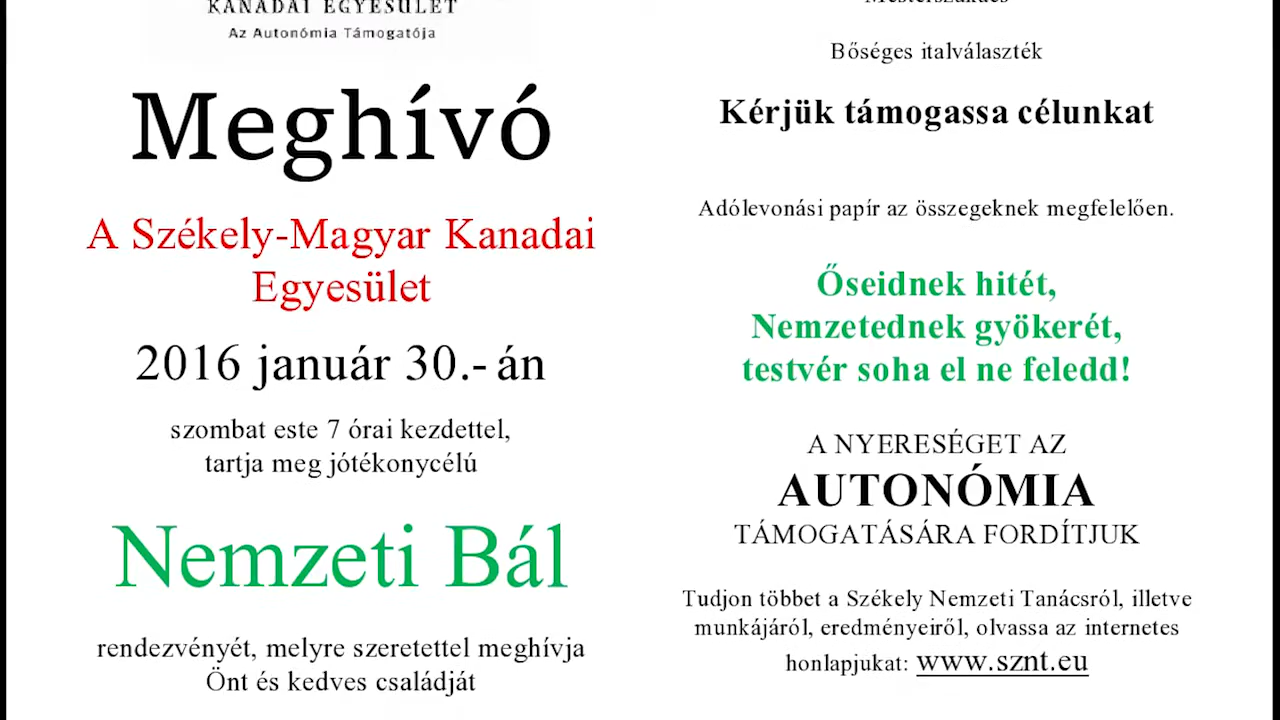 KANADAI EGYESÜLET
Az Autonómia Támogatója
Meghívó
A Székely-Magyar Kanadai
Egyesület
2016 január 30.- án
szombat este 7 órai kezdettel,
tartja meg jótékonycélú
Nemzeti Bál
rendezvényét, melyre szeretettel meghívja
Önt és kedves családját
Bőséges italválaszték
Kérjük támogassa célunkat
Adólevonási papír az összegeknek megfelelően.
Őseidnek hitét,
Nemzetednek gyökerét,
testvér soha el ne feledd!
A NYERESÉGET AZ
AUTONÓMIA
TÁMOGATÁSÁRA FORDÍTJUK
Tudjon többet a Székely Nemzeti Tanácsról, illetve
munkájáról, eredményeiről, olvassa az internetes
honlapjukat: www.sznt.eu